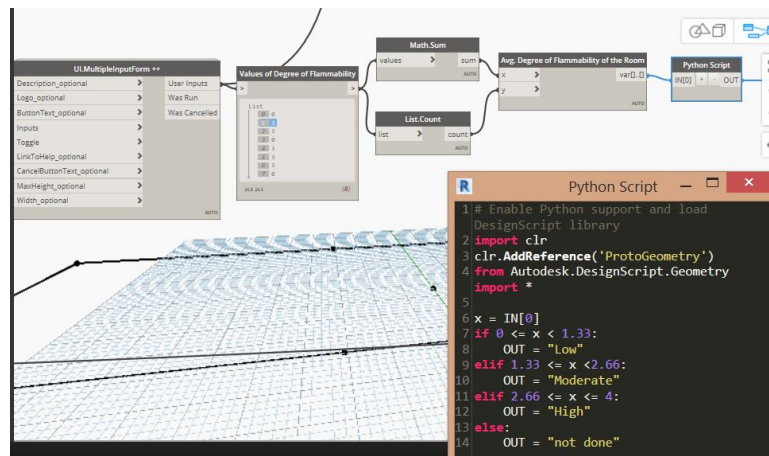 UI.MultipleInputForm ++
Description_optional > User Inputs
Logo_optional > Was Run
ButtonText_optional > Was Cancelled
Inputs >
Toggle >
LinkToHelp_optional >
CancelButtonText_optional >
MaxHeight_optional >
Width_optional >
AUTO
Values of Degree of Flammability
> >
List
0 0
1 3
Math.Sum
values > sum
AUTO
List.Count
list > count
AUTO
Avg. Degree of Flammability of the Room
x > var[]..[]
y >
AUTO
Python Script
IN[0] + - OUT
AUTO
R Python Script
1 # Enable Python support and load
DesignScript library
2 import clr
3 clr.AddReference('ProtoGeometry')
4 from Autodesk.DesignScript.Geometry
import *
5
6 x = IN[0]
7 if 0 <= x < 1.33:
8 OUT = "Low"
9 elif 1.33 <= x <2.66:
10 OUT = "Moderate"
11 elif 2.66 <= x <= 4:
12 OUT = "High"
13 else:
14 OUT = "not done"